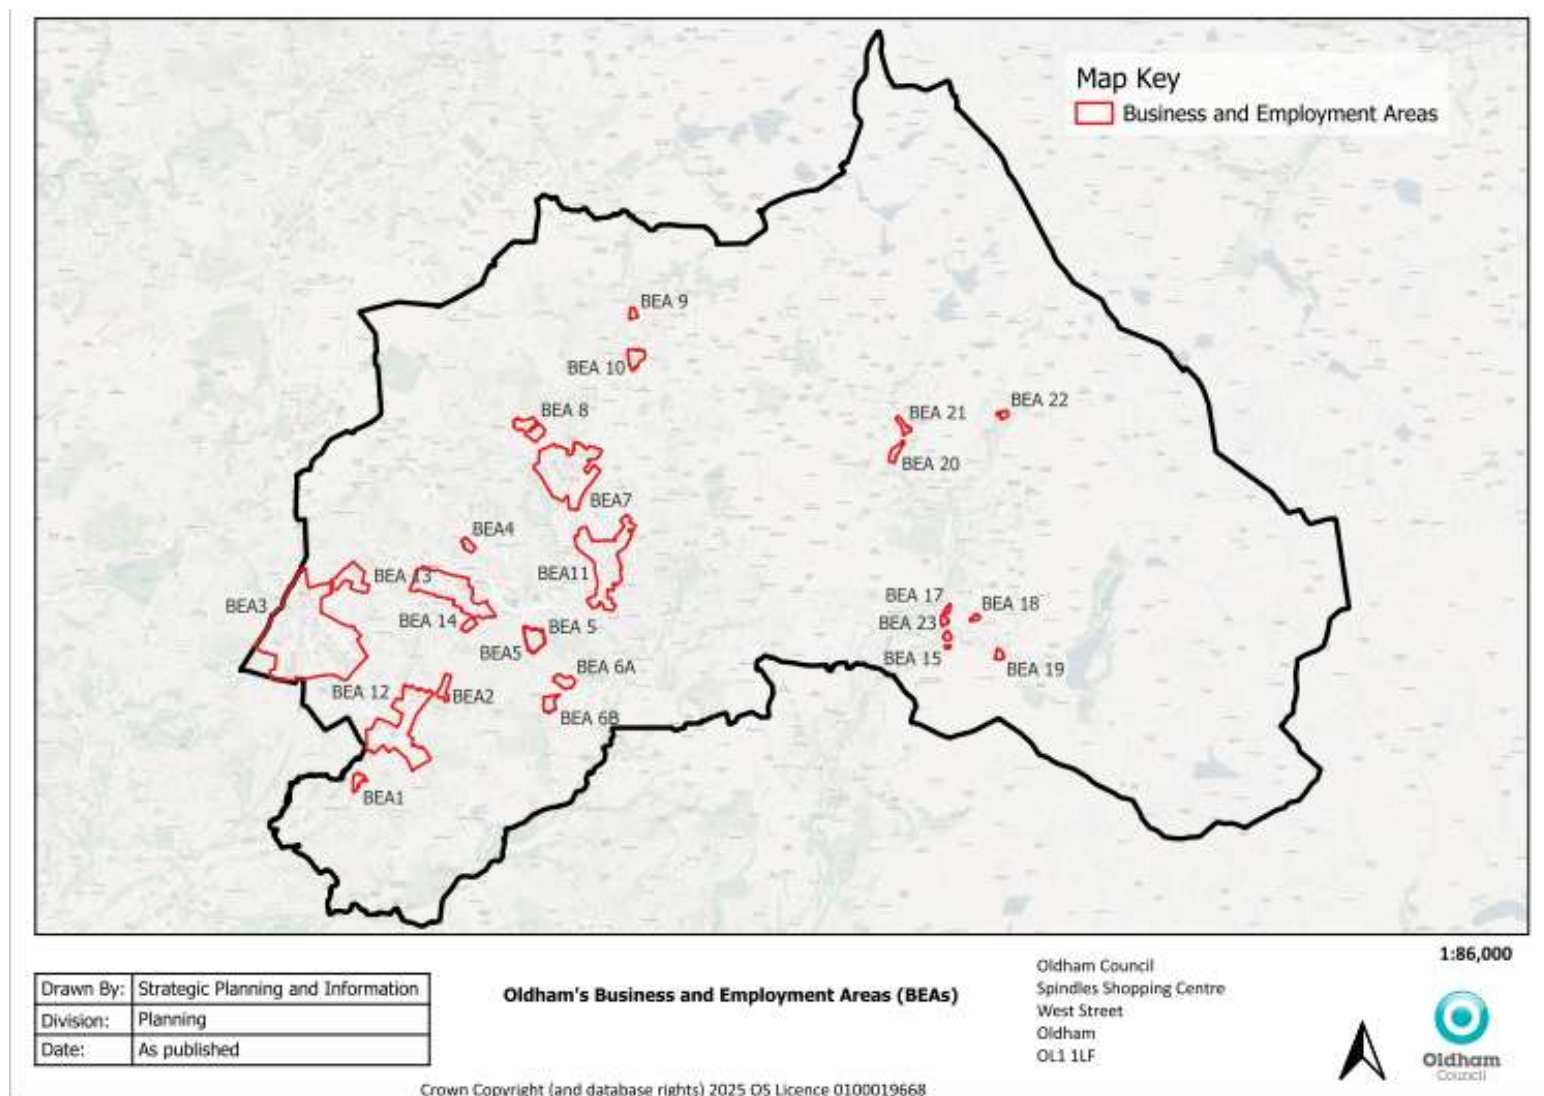 Map Key
Business and Employment Areas
BEA 9
BEA 10
BEA 8
BEA7
BEA4
BEA11
BEA 13
BEA3
BEA 14
BEA 5
BEA5
BEA 6A
BEA 12
BEA2
BEA 6B
BEA1
BEA 21
BEA 22
BEA 20
BEA 17
BEA 18
BEA 23
BEA 15
BEA 19
1:86,000
Drawn By: Strategic Planning and Information
Division: Planning
Date: As published
Oldham's Business and Employment Areas (BEAs)
Oldham Council
Spindles Shopping Centre
West Street
Oldham
OL1 1LF
Oldham
Council
Crown Copyright (and database rights) 2025 OS Licence 0100019668